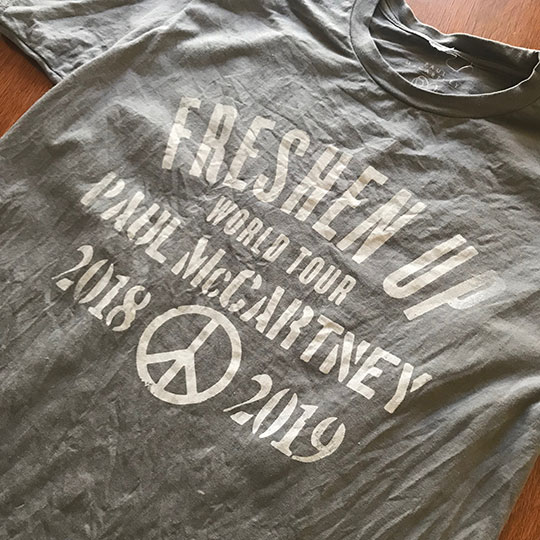 FRESHEN UP
WORLD TOUR
PAUL McCARTNEY
2018 2019